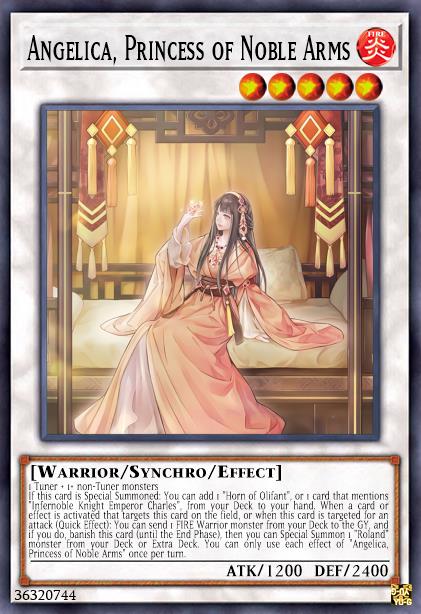 Angelica, Princess of Noble Arms
FIRE
炎
[Warrior/Synchro/Effect]
1 Tuner + 1+ non-Tuner monsters
If this card is Special Summoned: You can add 1 "Horn of Olifant", or 1 card that mentions
"Infernoble Knight Emperor Charles", from your Deck to your hand. When a card or
effect is activated that targets this card on the field, or when this card is targeted for an
attack (Quick Effect): You can send 1 FIRE Warrior monster from your Deck to the GY, and
if you do, banish this card (until the End Phase), then you can Special Summon 1 "Roland"
monster from your Deck or Extra Deck. You can only use each effect of "Angelica,
Princess of Noble Arms" once per turn.
ATK/1200 DEF/2400
36320744